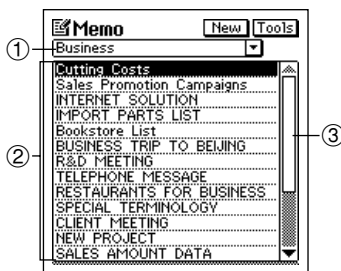 Memo New Tools
① Business
Cutting Costs
Sales Promotion Campaigns
INTERNET SOLUTION
IMPORT PARTS LIST
Bookstore List ③
② BUSINESS TRIP TO BEIJING
R&D MEETING
TELEPHONE MESSAGE
RESTAURANTS FOR BUSINESS
SPECIAL TERMINOLOGY
CLIENT MEETING
NEW PROJECT
SALES AMOUNT DATA